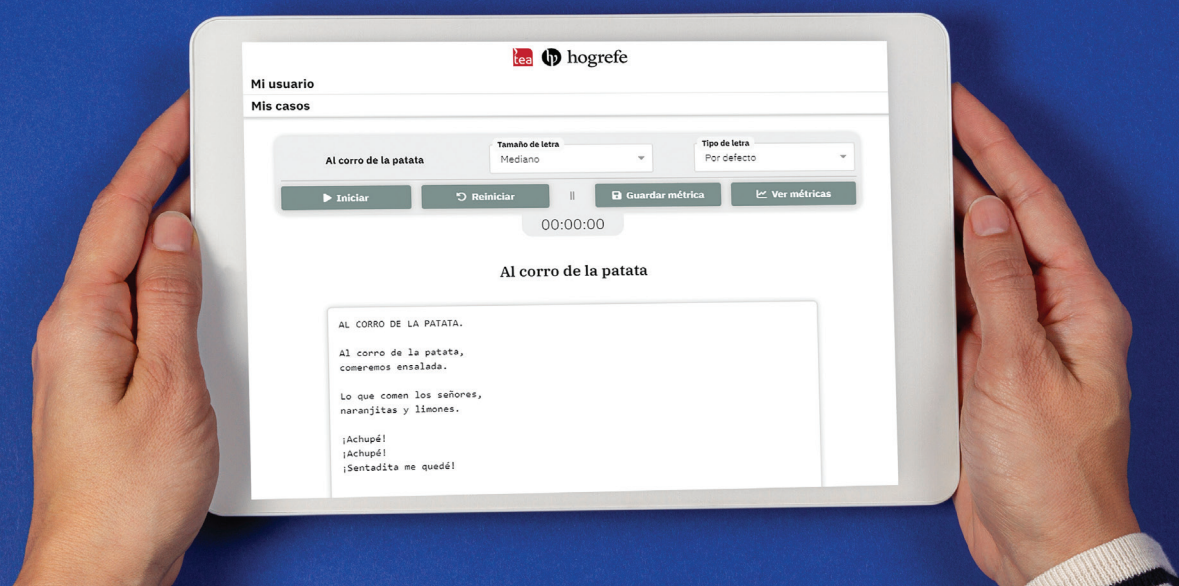 tea hogrefe
Mi usuario
Mis casos
Al corro de la patata
Tamaño de letra
Mediano
Tipo de letra
Por defecto
Iniciar
Reiniciar
Guardar métrica
Ver métricas
00:00:00
Al corro de la patata
AL CORRO DE LA PATATA.
Al corro de la patata,
comeremos ensalada.
Lo que comen los señores,
naranjitas y limones.
¡Achupé!
¡Achupé!
¡Sentadita me quedé!